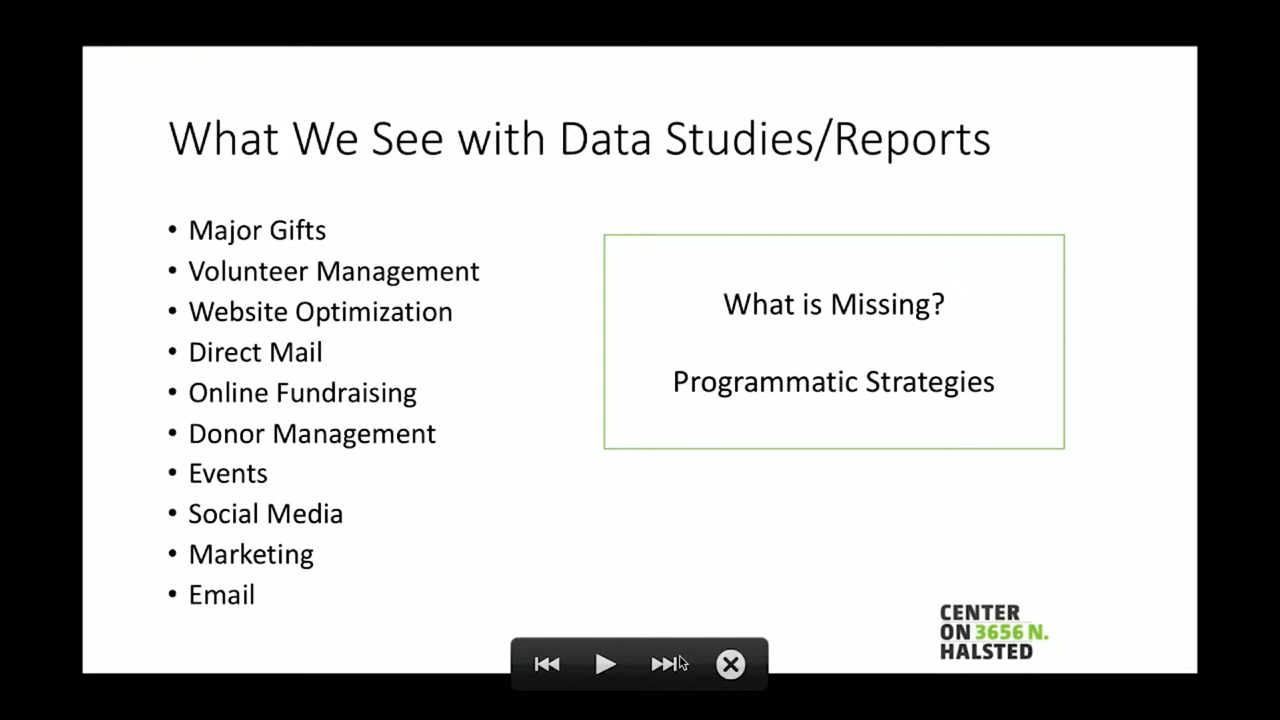 What We See with Data Studies/Reports
• Major Gifts
• Volunteer Management
• Website Optimization
• Direct Mail
• Online Fundraising
• Donor Management
• Events
• Social Media
• Marketing
• Email
What is Missing?
Programmatic Strategies
CENTER
ON 3656 N.
HALSTED